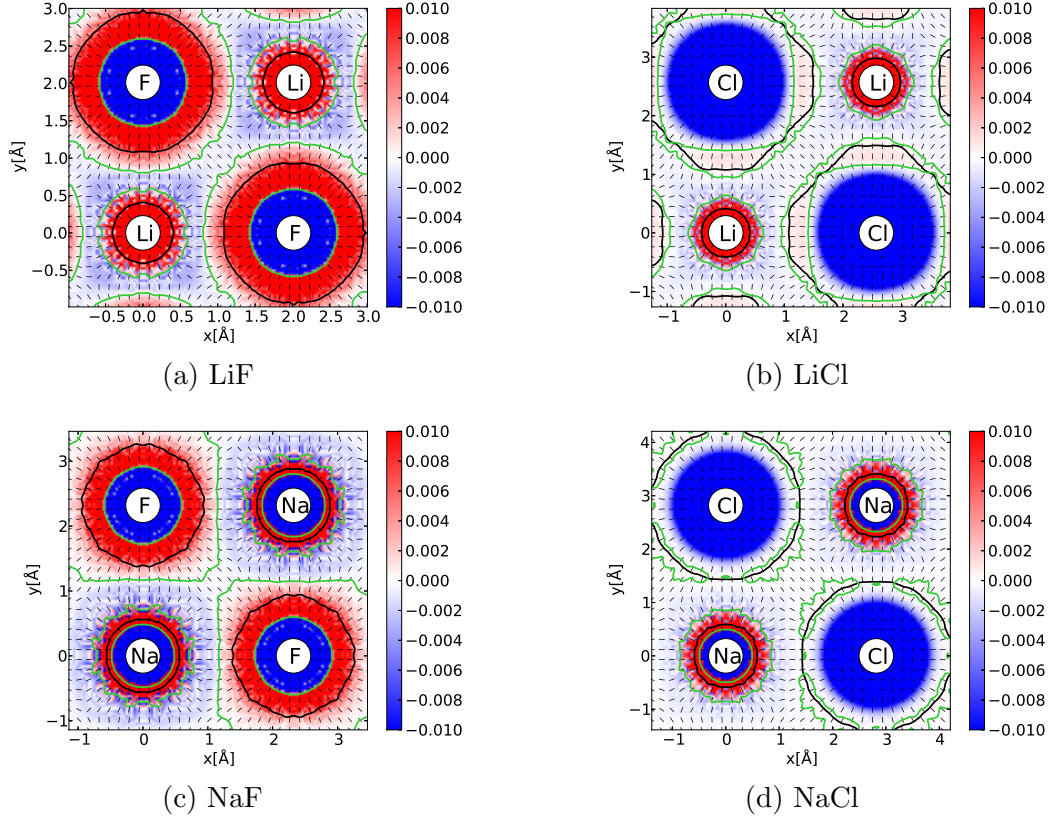 3.0
2.5
2.0
1.5
1.0
0.5
0.0
−0.5
y[Å]
−0.5 0.0 0.5 1.0 1.5 2.0 2.5 3.0
x[Å]
F
Li
Li
F
0.010
0.008
0.006
0.004
0.002
0.000
−0.002
−0.004
−0.006
−0.008
−0.010
(a) LiF
3
2
1
0
−1
y[Å]
−1 0 1 2 3
x[Å]
Cl
Li
Li
Cl
0.010
0.008
0.006
0.004
0.002
0.000
−0.002
−0.004
−0.006
−0.008
−0.010
(b) LiCl
3
2
1
0
−1
y[Å]
−1 0 1 2 3
x[Å]
F
Na
Na
F
0.010
0.008
0.006
0.004
0.002
0.000
−0.002
−0.004
−0.006
−0.008
−0.010
(c) NaF
4
3
2
1
0
−1
y[Å]
−1 0 1 2 3 4
x[Å]
Cl
Na
Na
Cl
0.010
0.008
0.006
0.004
0.002
0.000
−0.002
−0.004
−0.006
−0.008
−0.010
(d) NaCl